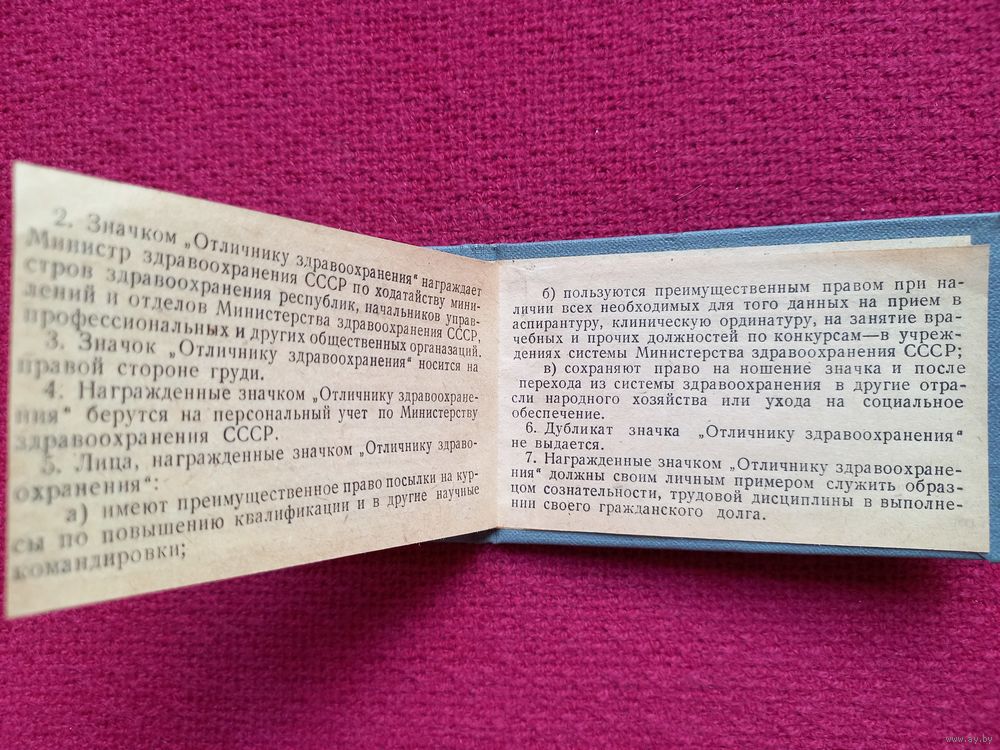 2. Значком „Отличнику здравоохранения“ награждает
Министр здравоохранения СССР по ходатайству мини-
стров здравоохранения республик, начальников управ-
лений и отделов Министерства здравоохранения СССР,
профессиональных и других общественных органазаций.
3. Значок „Отличнику здравоохранения“ носится на
правой стороне груди.
4. Награжденные значком „Отличнику здравоохране-
ния“ берутся на персональный учет по Министерству
здравоохранения СССР.
5. Лица, награжденные значком „Отличнику здраво-
охранения“:
а) имеют преимущественное право посылки на кур-
сы по повышению квалификации и в другие научные
командировки;
б) пользуются преимущественным правом при на-
личии всех необходимых для того данных на прием в
аспирантуру, клиническую ординатуру, на занятие вра-
чебных и прочих должностей по конкурсам—в учреж-
дениях системы Министерства здравоохранения СССР;
в) сохраняют право на ношение значка и после
перехода из системы здравоохранения в другие отра-
сли народного хозяйства или ухода на социальное
обеспечение.
6. Дубликат значка „Отличнику здравоохранения“
не выдается.
7. Награжденные значком „Отличнику здравоохране-
ния“ должны своим личным примером служить образ-
цом сознательности, трудовой дисциплины в выполне-
нии своего гражданского долга.
www.ay.by